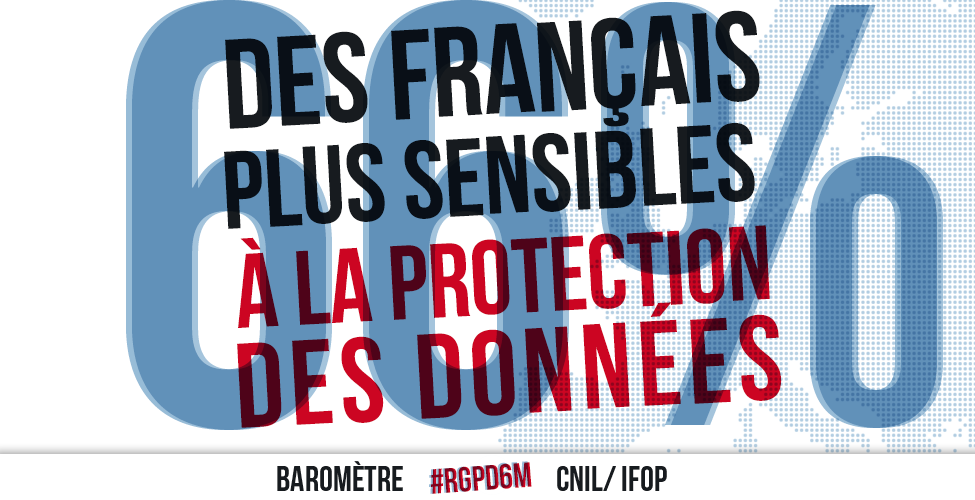 66%
DES FRANÇAIS
PLUS SENSIBLES
À LA PROTECTION
DES DONNÉES
BAROMÈTRE #RGPD6M CNIL/ IFOP